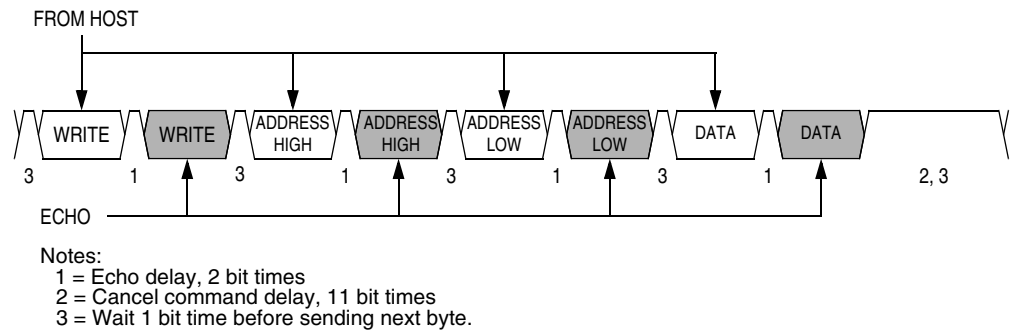 FROM HOST
WRITE WRITE ADDRESS HIGH ADDRESS HIGH ADDRESS LOW ADDRESS LOW DATA DATA
3 1 3 1 3 1 3 1 2, 3
ECHO
Notes:
1 = Echo delay, 2 bit times
2 = Cancel command delay, 11 bit times
3 = Wait 1 bit time before sending next byte.